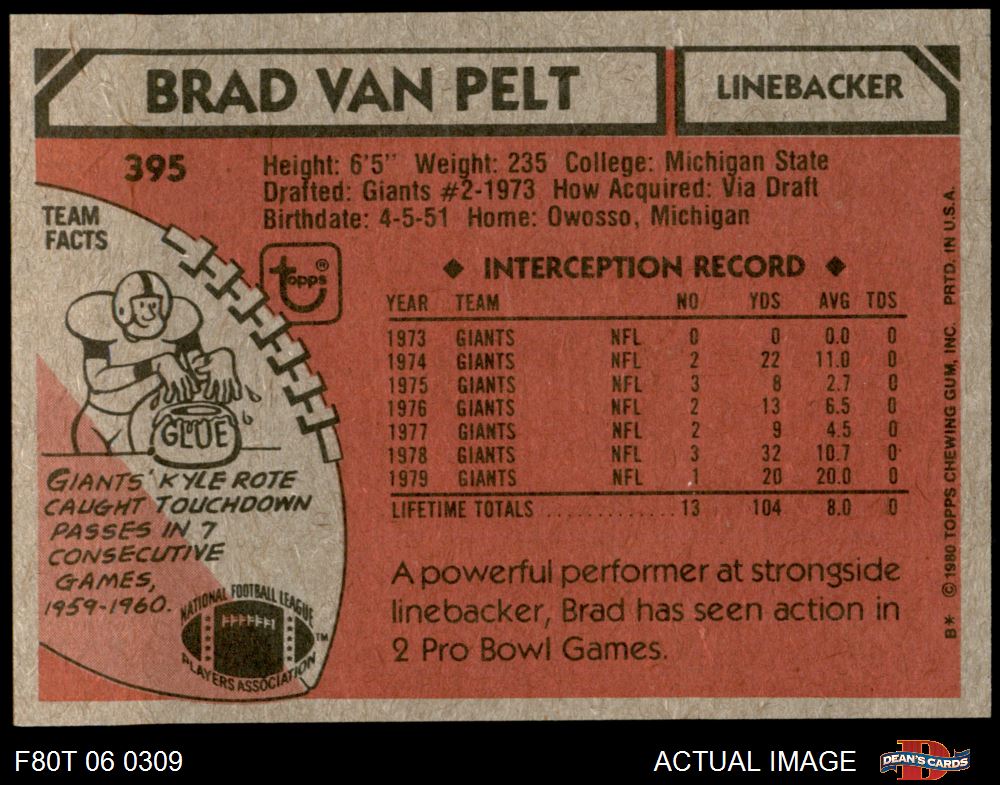 BRAD VAN PELT
LINEBACKER
395
Height: 6'5" Weight: 235 College: Michigan State
Drafted: Giants #2-1973 How Acquired: Via Draft
Birthdate: 4-5-51 Home: Owosso, Michigan
TEAM
FACTS
topps®
GLUE
GIANTS' KYLE ROTE
CAUGHT TOUCHDOWN
PASSES IN 7
CONSECUTIVE
GAMES,
1959-1960.
NATIONAL FOOTBALL LEAGUE
PLAYERS ASSOCIATION
TM
◆ INTERCEPTION RECORD ◆
YEAR TEAM NO YDS AVG TDS
1973 GIANTS NFL 0 0 0.0 0
1974 GIANTS NFL 2 22 11.0 0
1975 GIANTS NFL 3 8 2.7 0
1976 GIANTS NFL 2 13 6.5 0
1977 GIANTS NFL 2 9 4.5 0
1978 GIANTS NFL 3 32 10.7 0
1979 GIANTS NFL 1 20 20.0 0
LIFETIME TOTALS ............. 13 104 8.0 0
A powerful performer at strongside
linebacker, Brad has seen action in
2 Pro Bowl Games.
B* © 1980 TOPPS CHEWING GUM, INC. PRTD. IN U.S.A.
F80T 06 0309
ACTUAL IMAGE
D
DEAN'S CARDS